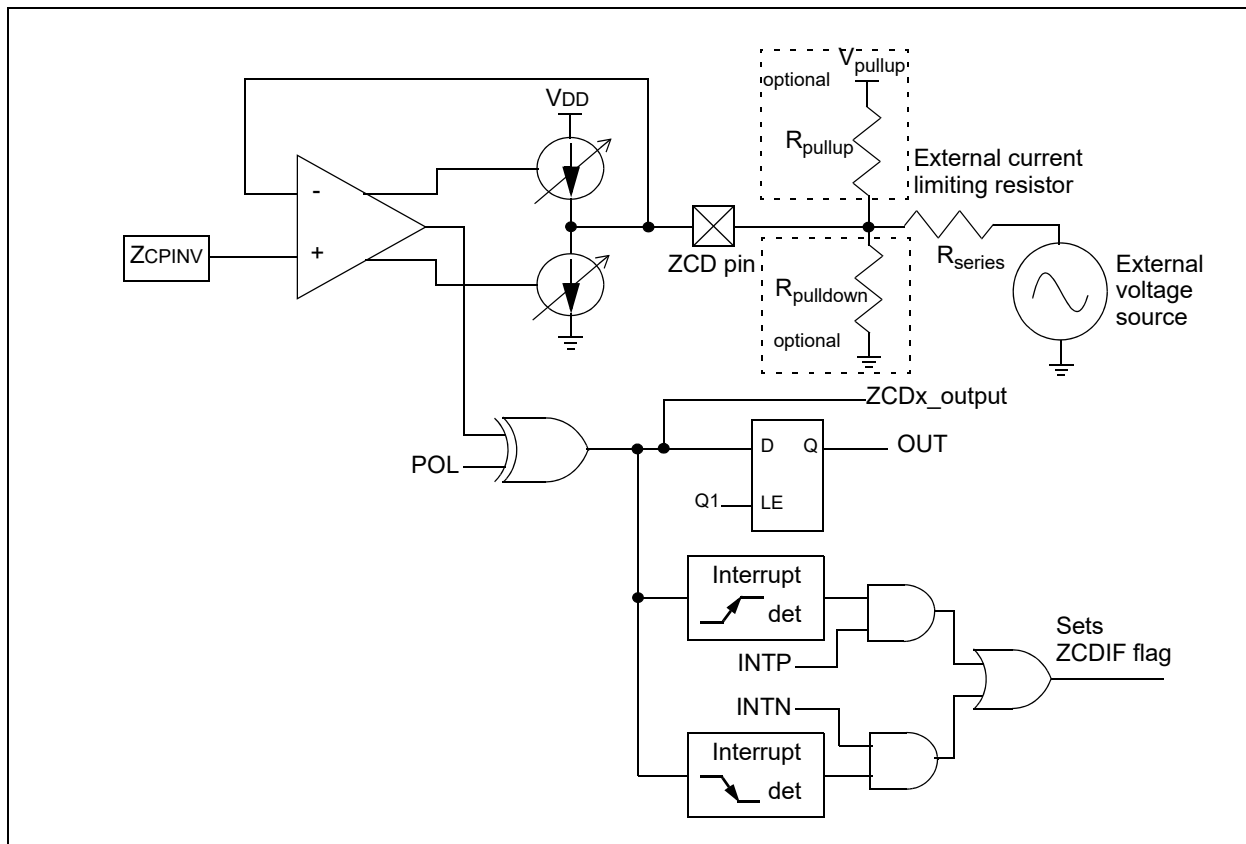 Vpullup
optional
VDD
Rpullup
External current
limiting resistor
-
ZCPINV
+
ZCD pin
Rseries
Rpulldown
External
voltage
source
optional
ZCDx_output
POL
D
Q
OUT
Q1
LE
Interrupt
det
INTP
Sets
ZCDIF flag
INTN
Interrupt
det